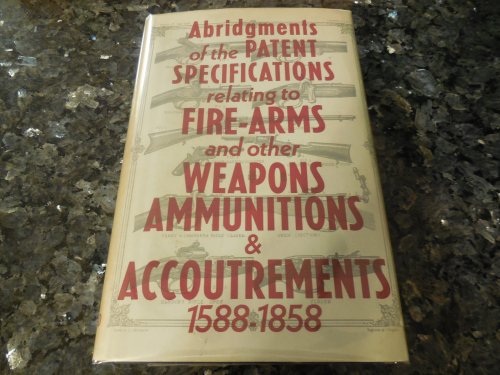 Abridgments
of the PATENT
SPECIFICATIONS
relating to
FIRE-ARMS
and other
WEAPONS
AMMUNITIONS
&
ACCOUTREMENTS
1588-1858